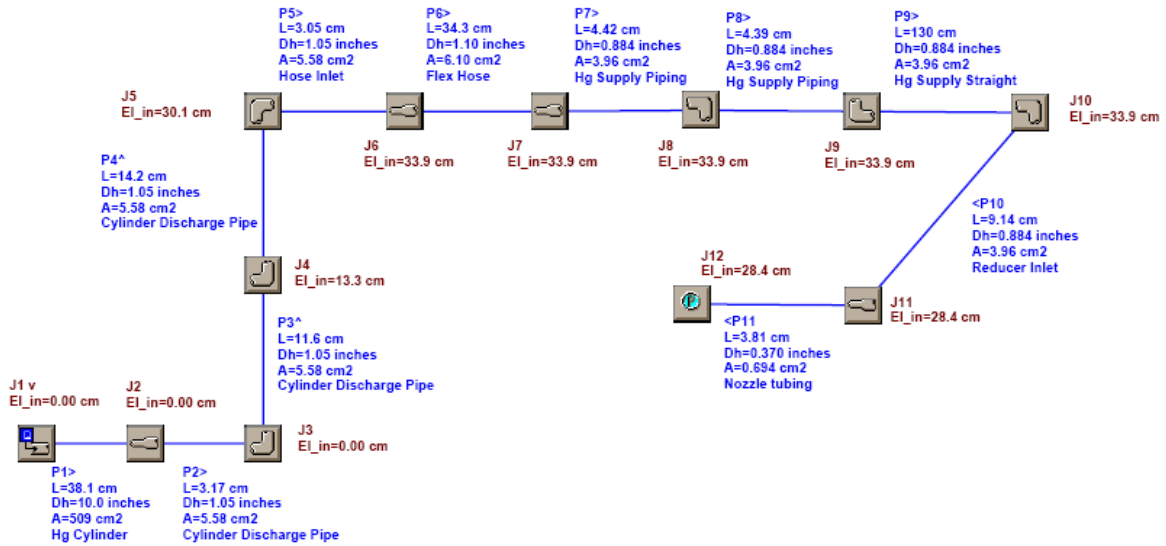 P5>
L=3.05 cm
Dh=1.05 inches
A=5.58 cm2
Hose Inlet
P6>
L=34.3 cm
Dh=1.10 inches
A=6.10 cm2
Flex Hose
P7>
L=4.42 cm
Dh=0.884 inches
A=3.96 cm2
Hg Supply Piping
P8>
L=4.39 cm
Dh=0.884 inches
A=3.96 cm2
Hg Supply Piping
P9>
L=130 cm
Dh=0.884 inches
A=3.96 cm2
Hg Supply Straight
J5
El_in=30.1 cm
J6
El_in=33.9 cm
J7
El_in=33.9 cm
J8
El_in=33.9 cm
J9
El_in=33.9 cm
J10
El_in=33.9 cm
P4^
L=14.2 cm
Dh=1.05 inches
A=5.58 cm2
Cylinder Discharge Pipe
<P10
L=9.14 cm
Dh=0.884 inches
A=3.96 cm2
Reducer Inlet
J4
El_in=13.3 cm
J12
El_in=28.4 cm
P
J11
El_in=28.4 cm
P3^
L=11.6 cm
Dh=1.05 inches
A=5.58 cm2
Cylinder Discharge Pipe
<P11
L=3.81 cm
Dh=0.370 inches
A=0.694 cm2
Nozzle tubing
J1 v
El_in=0.00 cm
J2
El_in=0.00 cm
J3
El_in=0.00 cm
P1>
L=38.1 cm
Dh=10.0 inches
A=509 cm2
Hg Cylinder
P2>
L=3.17 cm
Dh=1.05 inches
A=5.58 cm2
Cylinder Discharge Pipe